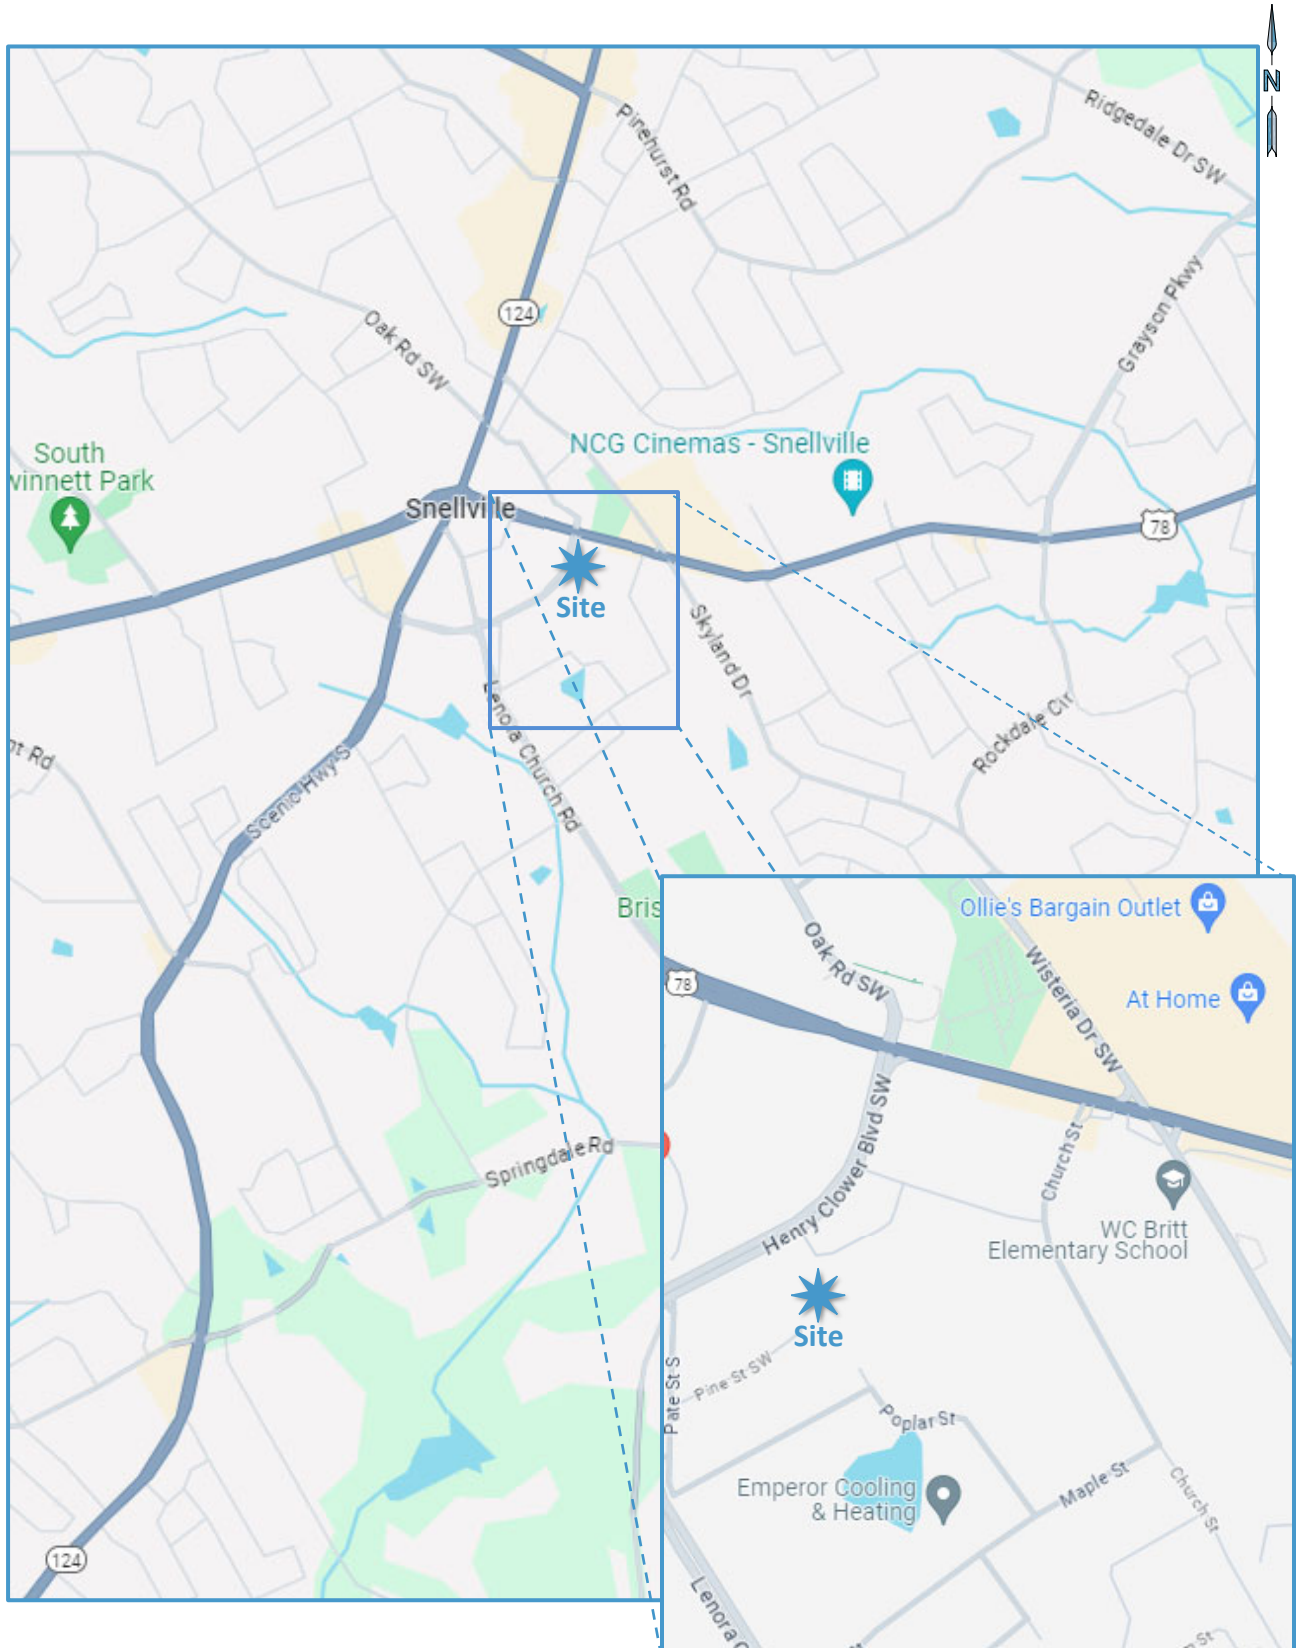 N
Pinehurst Rd
Ridgedale Dr SW
124
Grayson Pkwy
Oak Rd SW
NCG Cinemas - Snellville
South
winnett Park
Snellville
78
Site
Skyland Dr
Lenora Church Rd
Rockdale Cir
nt Rd
Scenic Hwy S
Bris
Springdale Rd
124
Ollie's Bargain Outlet
Oak Rd SW
Wisteria Dr SW
78
At Home
Henry Clower Blvd SW
Church St
WC Britt
Elementary School
Site
Pine St SW
Pate St S
Poplar St
Emperor Cooling
& Heating
Maple St
Church St
Lenora C